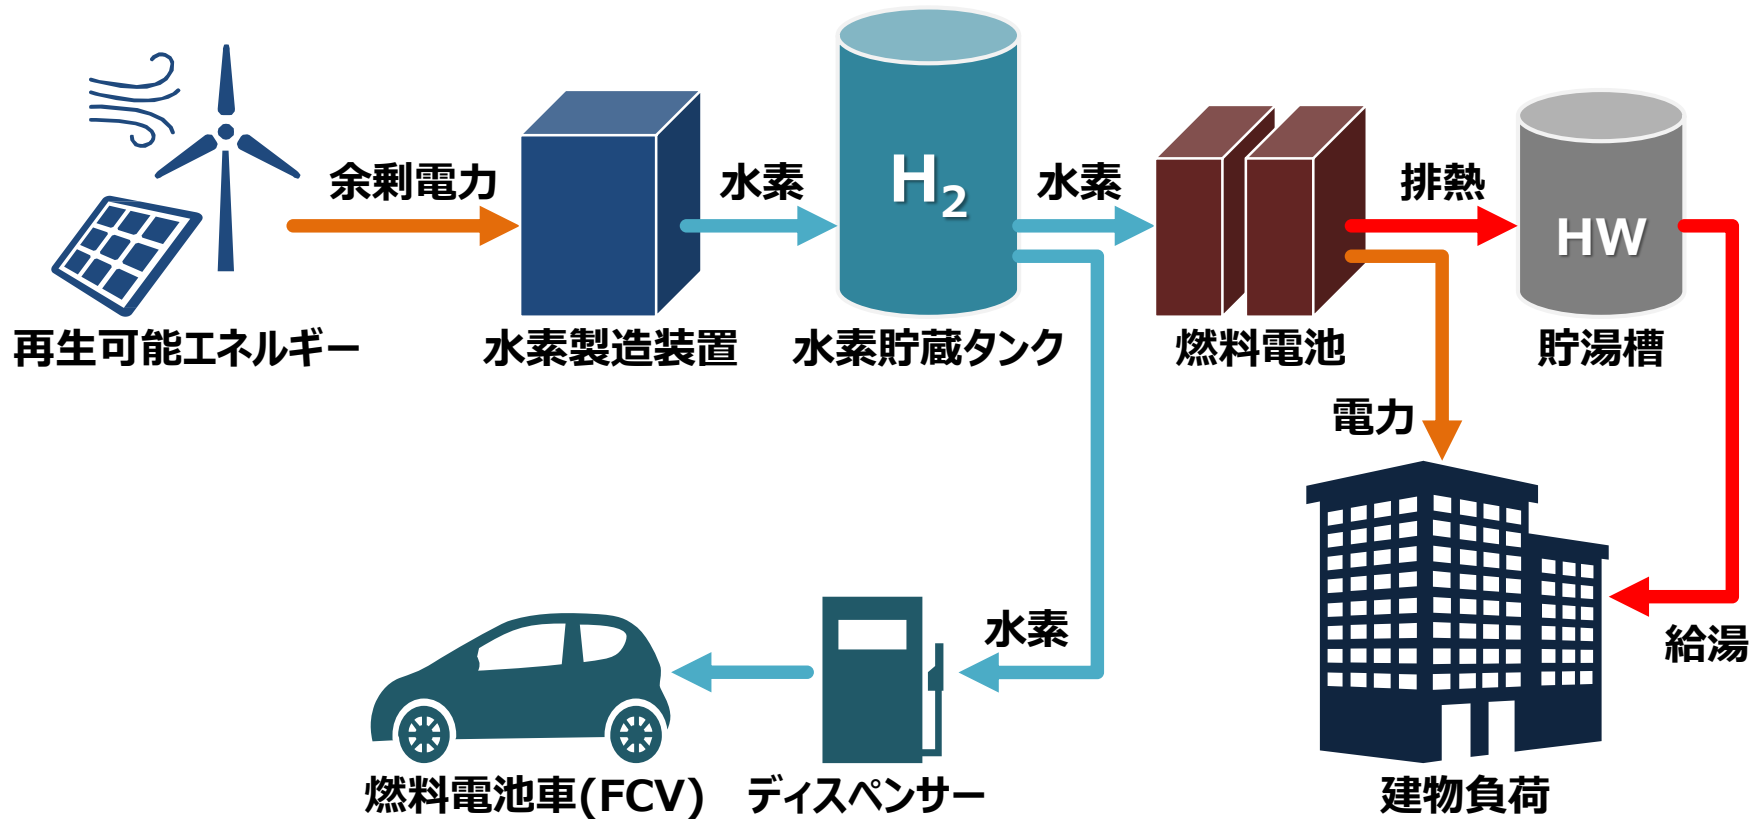 余剰電力
水素
H2
水素
排熱
HW
再生可能エネルギー
水素製造装置
水素貯蔵タンク
燃料電池
貯湯槽
電力
水素
給湯
燃料電池車(FCV)
ディスペンサー
建物負荷